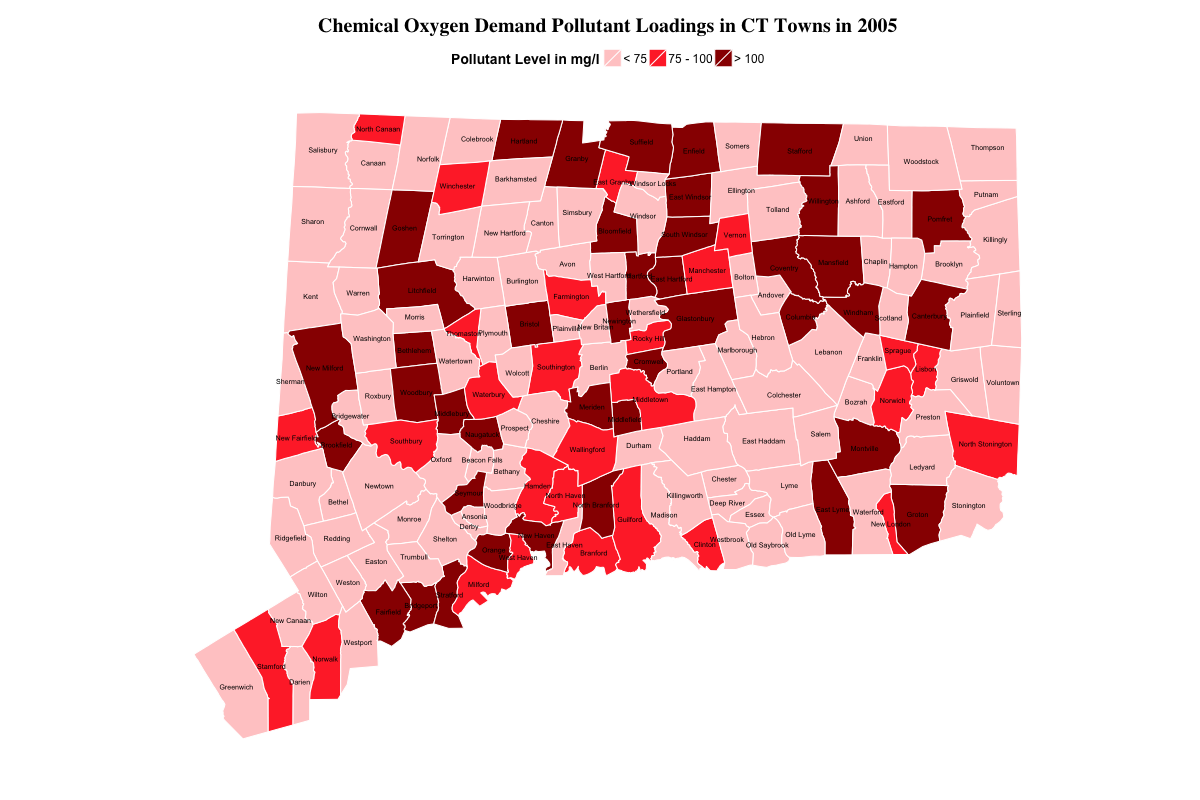 Chemical Oxygen Demand Pollutant Loadings in CT Towns in 2005
Pollutant Level in mg/l < 75 75 - 100 > 100
North Canaan
Colebrook
Hartland
Suffield
Enfield
Somers
Stafford
Union
Thompson
Salisbury
Canaan
Norfolk
Granby
Woodstock
Winchester
Barkhamsted
East Granby
Windsor Locks
East Windsor
Ellington
Willington
Ashford
Eastford
Putnam
Sharon
Cornwall
Goshen
Torrington
New Hartford
Canton
Simsbury
Bloomfield
Windsor
South Windsor
Vernon
Tolland
Pomfret
Killingly
Kent
Warren
Litchfield
Harwinton
Burlington
Avon
West Hartford
Hartford
East Hartford
Manchester
Bolton
Coventry
Mansfield
Chaplin
Hampton
Brooklyn
Morris
Farmington
Andover
Washington
Thomaston
Plymouth
Bristol
Plainville
New Britain
Newington
Wethersfield
Glastonbury
Columbia
Windham
Scotland
Canterbury
Plainfield
Sterling
Bethlehem
Watertown
Rocky Hill
Hebron
Marlborough
Lebanon
Franklin
Sprague
Lisbon
Sherman
New Milford
Roxbury
Woodbury
Wolcott
Southington
Berlin
Cromwell
Portland
East Hampton
Colchester
Griswold
Voluntown
Bridgewater
Middlebury
Waterbury
Cheshire
Meriden
Middletown
Middlefield
Bozrah
Norwich
Preston
New Fairfield
Brookfield
Southbury
Naugatuck
Prospect
Wallingford
Durham
Haddam
East Haddam
Salem
Montville
North Stonington
Oxford
Beacon Falls
Bethany
Ledyard
Danbury
Bethel
Newtown
Seymour
Woodbridge
Hamden
North Haven
North Branford
Guilford
Madison
Killingworth
Chester
Deep River
Essex
Lyme
East Lyme
Waterford
New London
Groton
Stonington
Ridgefield
Redding
Monroe
Ansonia
Derby
Shelton
Orange
New Haven
West Haven
East Haven
Branford
Clinton
Westbrook
Old Saybrook
Old Lyme
Easton
Trumbull
Weston
Wilton
Milford
Stratford
Bridgeport
Fairfield
New Canaan
Westport
Norwalk
Stamford
Darien
Greenwich